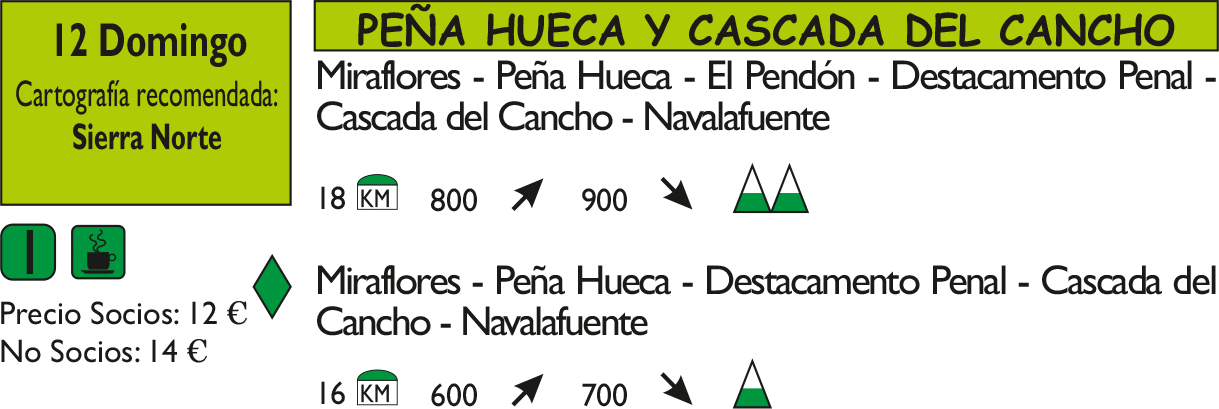 12 Domingo
Cartografía recomendada:
Sierra Norte
PEÑA HUECA Y CASCADA DEL CANCHO
Miraflores - Peña Hueca - El Pendón - Destacamento Penal -
Cascada del Cancho - Navalafuente
18 KM 800 900
I
Precio Socios: 12 €
No Socios: 14 €
Miraflores - Peña Hueca - Destacamento Penal - Cascada del
Cancho - Navalafuente
16 KM 600 700